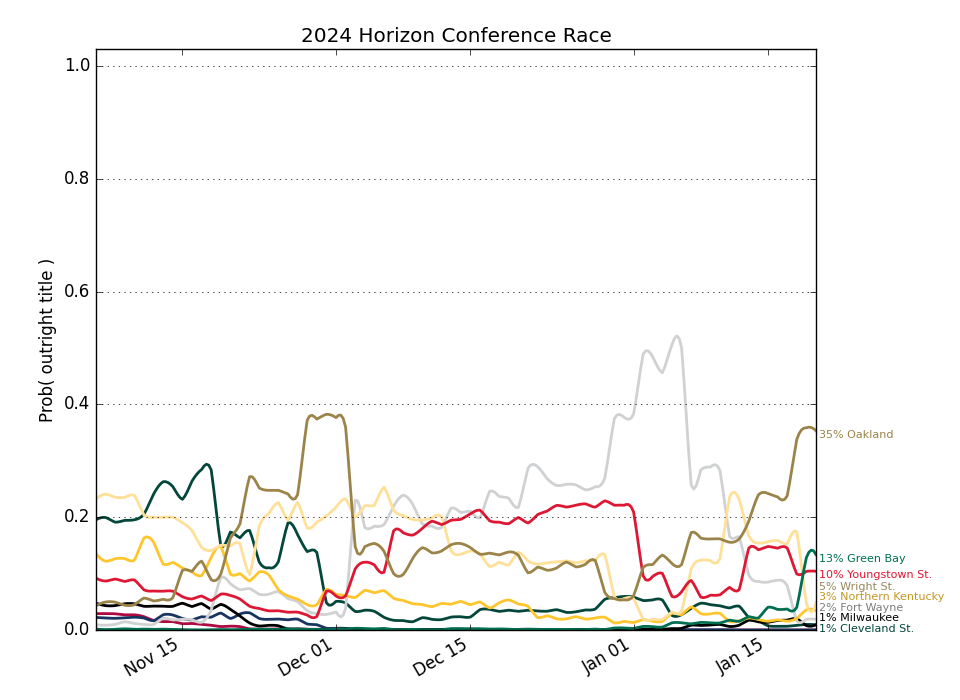 2024 Horizon Conference Race
Prob( outright title )
1.0
0.8
0.6
0.4
0.2
0.0
Nov 15
Dec 01
Dec 15
Jan 01
Jan 15
35% Oakland
13% Green Bay
10% Youngstown St.
5% Wright St.
3% Northern Kentucky
2% Fort Wayne
1% Milwaukee
1% Cleveland St.